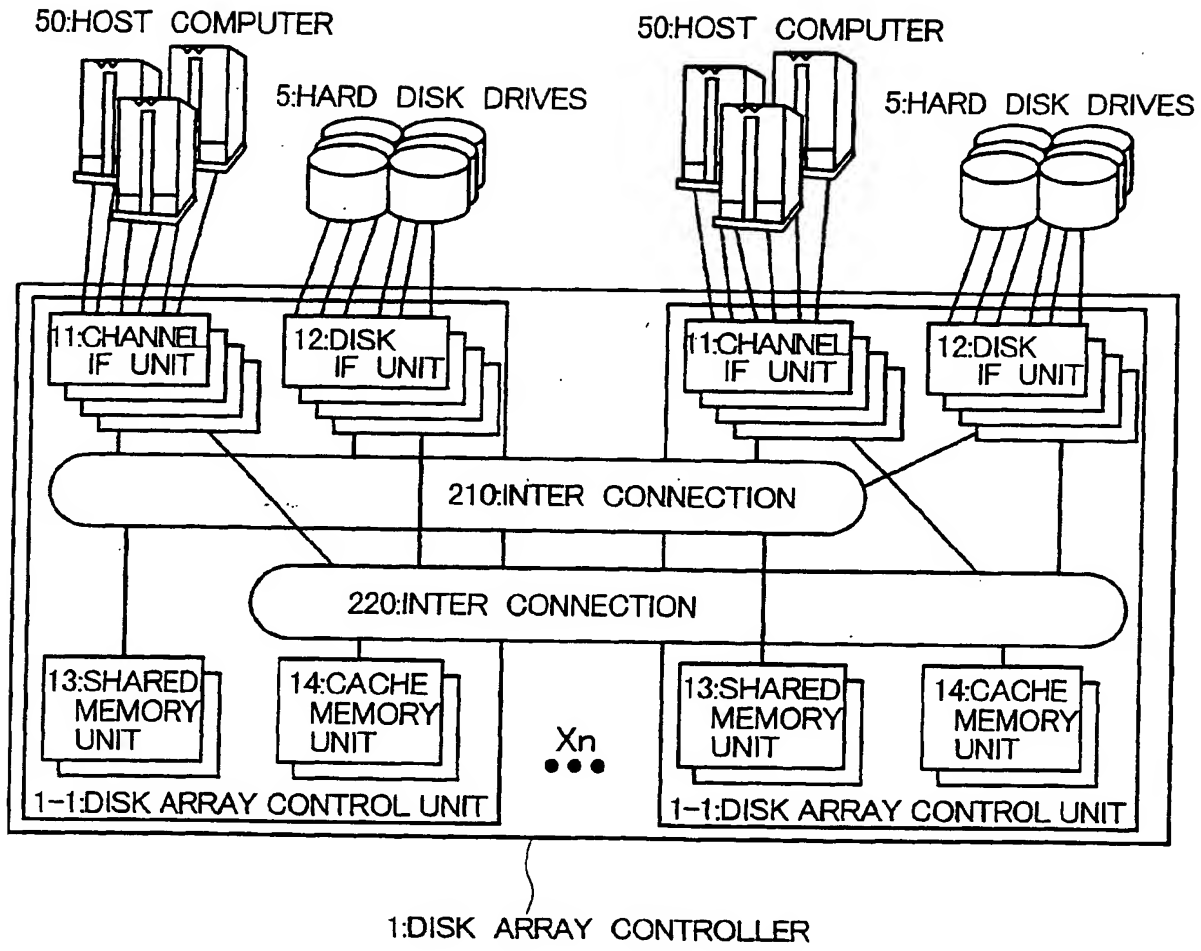 50:HOST COMPUTER
5:HARD DISK DRIVES
50:HOST COMPUTER
5:HARD DISK DRIVES
11:CHANNEL
IF UNIT
12:DISK
IF UNIT
11:CHANNEL
IF UNIT
12:DISK
IF UNIT
210:INTER CONNECTION
220:INTER CONNECTION
13:SHARED
MEMORY
UNIT
14:CACHE
MEMORY
UNIT
Xn
13:SHARED
MEMORY
UNIT
14:CACHE
MEMORY
UNIT
1-1:DISK ARRAY CONTROL UNIT
1-1:DISK ARRAY CONTROL UNIT
1:DISK ARRAY CONTROLLER